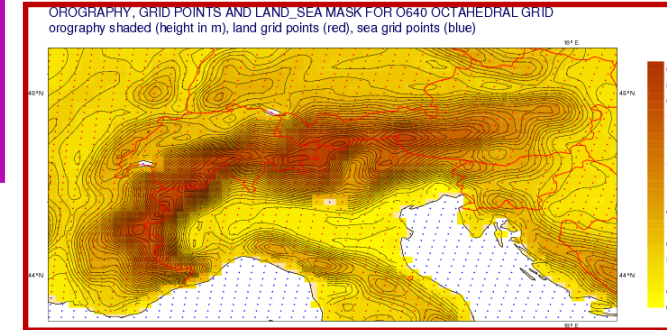 OROGRAPHY, GRID POINTS AND LAND_SEA MASK FOR O640 OCTAHEDRAL GRID
orography shaded (height in m), land grid points (red), sea grid points (blue)
16°E
48°N
48°N
44°N
44°N
16°E